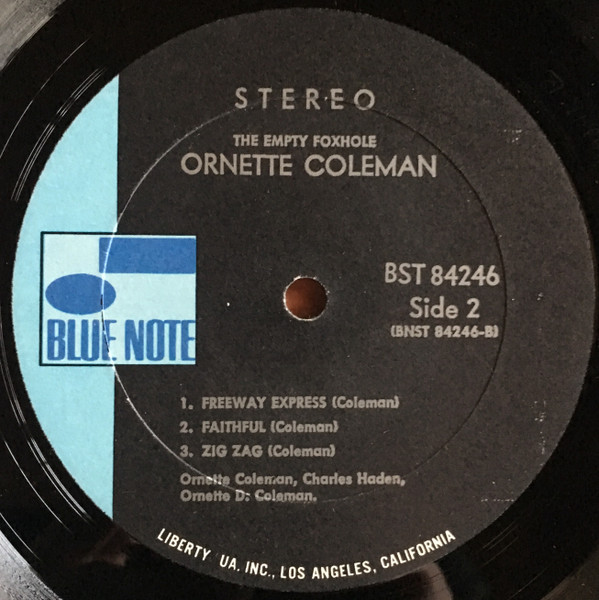 STEREO
THE EMPTY FOXHOLE
ORNETTE COLEMAN
BLUE NOTE
BST 84246
Side 2
(BNST 84246-B)
1. FREEWAY EXPRESS (Coleman)
2. FAITHFUL (Coleman)
3. ZIG ZAG (Coleman)
Ornette Coleman, Charles Haden,
Ornette D. Coleman.
LIBERTY UA, INC., LOS ANGELES, CALIFORNIA